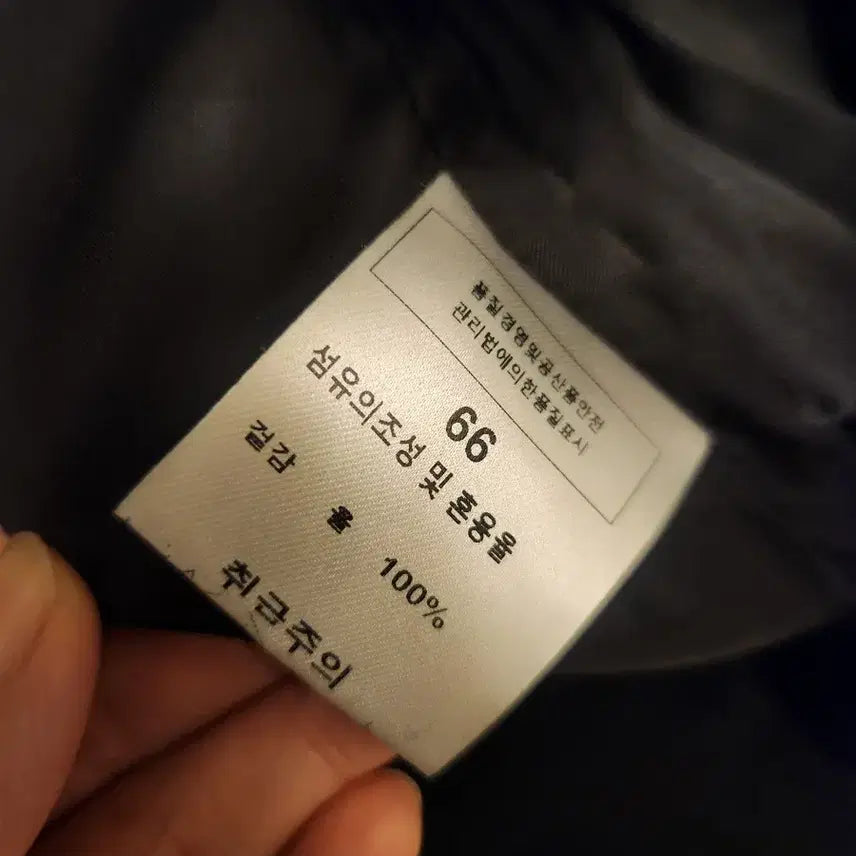 품질경영및공산품안전
관리법에의한품질표시
66
섬유의조성 및 혼용율
겉감 울 100%
취급주의